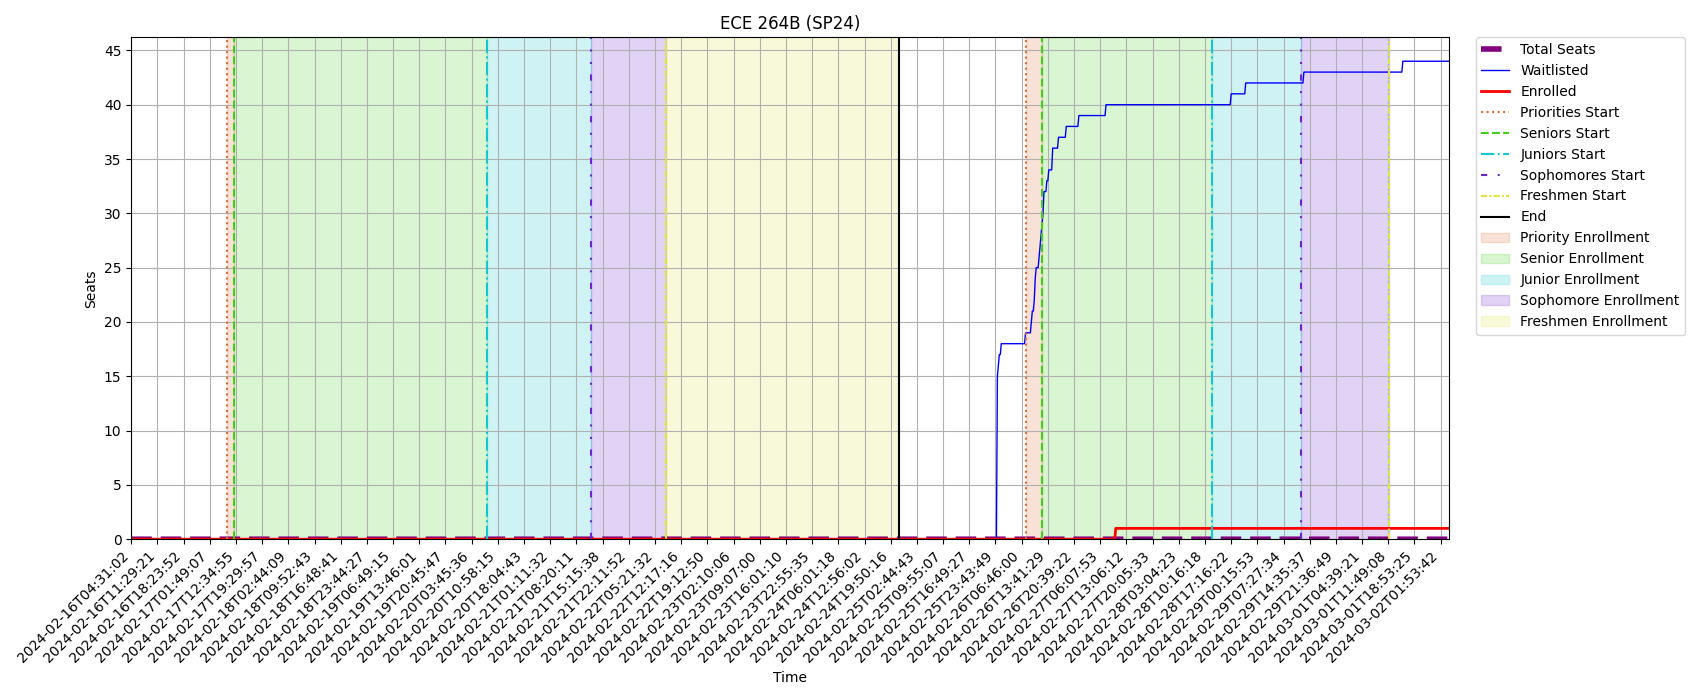 ECE 264B (SP24)
Seats
45
40
35
30
25
20
15
10
5
0
2024-02-16T04:31:02
2024-02-16T11:29:21
2024-02-16T18:23:52
2024-02-17T01:49:07
2024-02-17T12:34:55
2024-02-17T19:29:57
2024-02-18T02:44:09
2024-02-18T09:52:43
2024-02-18T16:48:41
2024-02-18T23:44:27
2024-02-19T06:49:15
2024-02-19T13:46:01
2024-02-19T20:45:47
2024-02-20T03:45:36
2024-02-20T10:58:15
2024-02-20T18:04:43
2024-02-21T01:11:32
2024-02-21T08:20:11
2024-02-21T15:15:38
2024-02-21T22:11:52
2024-02-22T05:21:32
2024-02-22T12:17:16
2024-02-22T19:12:50
2024-02-23T02:10:06
2024-02-23T09:07:00
2024-02-23T16:01:10
2024-02-23T22:55:35
2024-02-24T06:01:18
2024-02-24T12:56:02
2024-02-24T19:50:16
2024-02-25T02:44:43
2024-02-25T09:55:07
2024-02-25T16:49:27
2024-02-25T23:43:49
2024-02-26T06:46:00
2024-02-26T13:41:29
2024-02-26T20:39:22
2024-02-27T06:07:53
2024-02-27T13:06:12
2024-02-27T20:05:33
2024-02-28T03:04:23
2024-02-28T10:16:18
2024-02-28T17:16:22
2024-02-29T00:15:53
2024-02-29T07:27:34
2024-02-29T14:35:37
2024-02-29T21:36:49
2024-03-01T04:39:21
2024-03-01T11:49:08
2024-03-01T18:53:25
2024-03-02T01:53:42
Time
Total Seats
Waitlisted
Enrolled
Priorities Start
Seniors Start
Juniors Start
Sophomores Start
Freshmen Start
End
Priority Enrollment
Senior Enrollment
Junior Enrollment
Sophomore Enrollment
Freshmen Enrollment